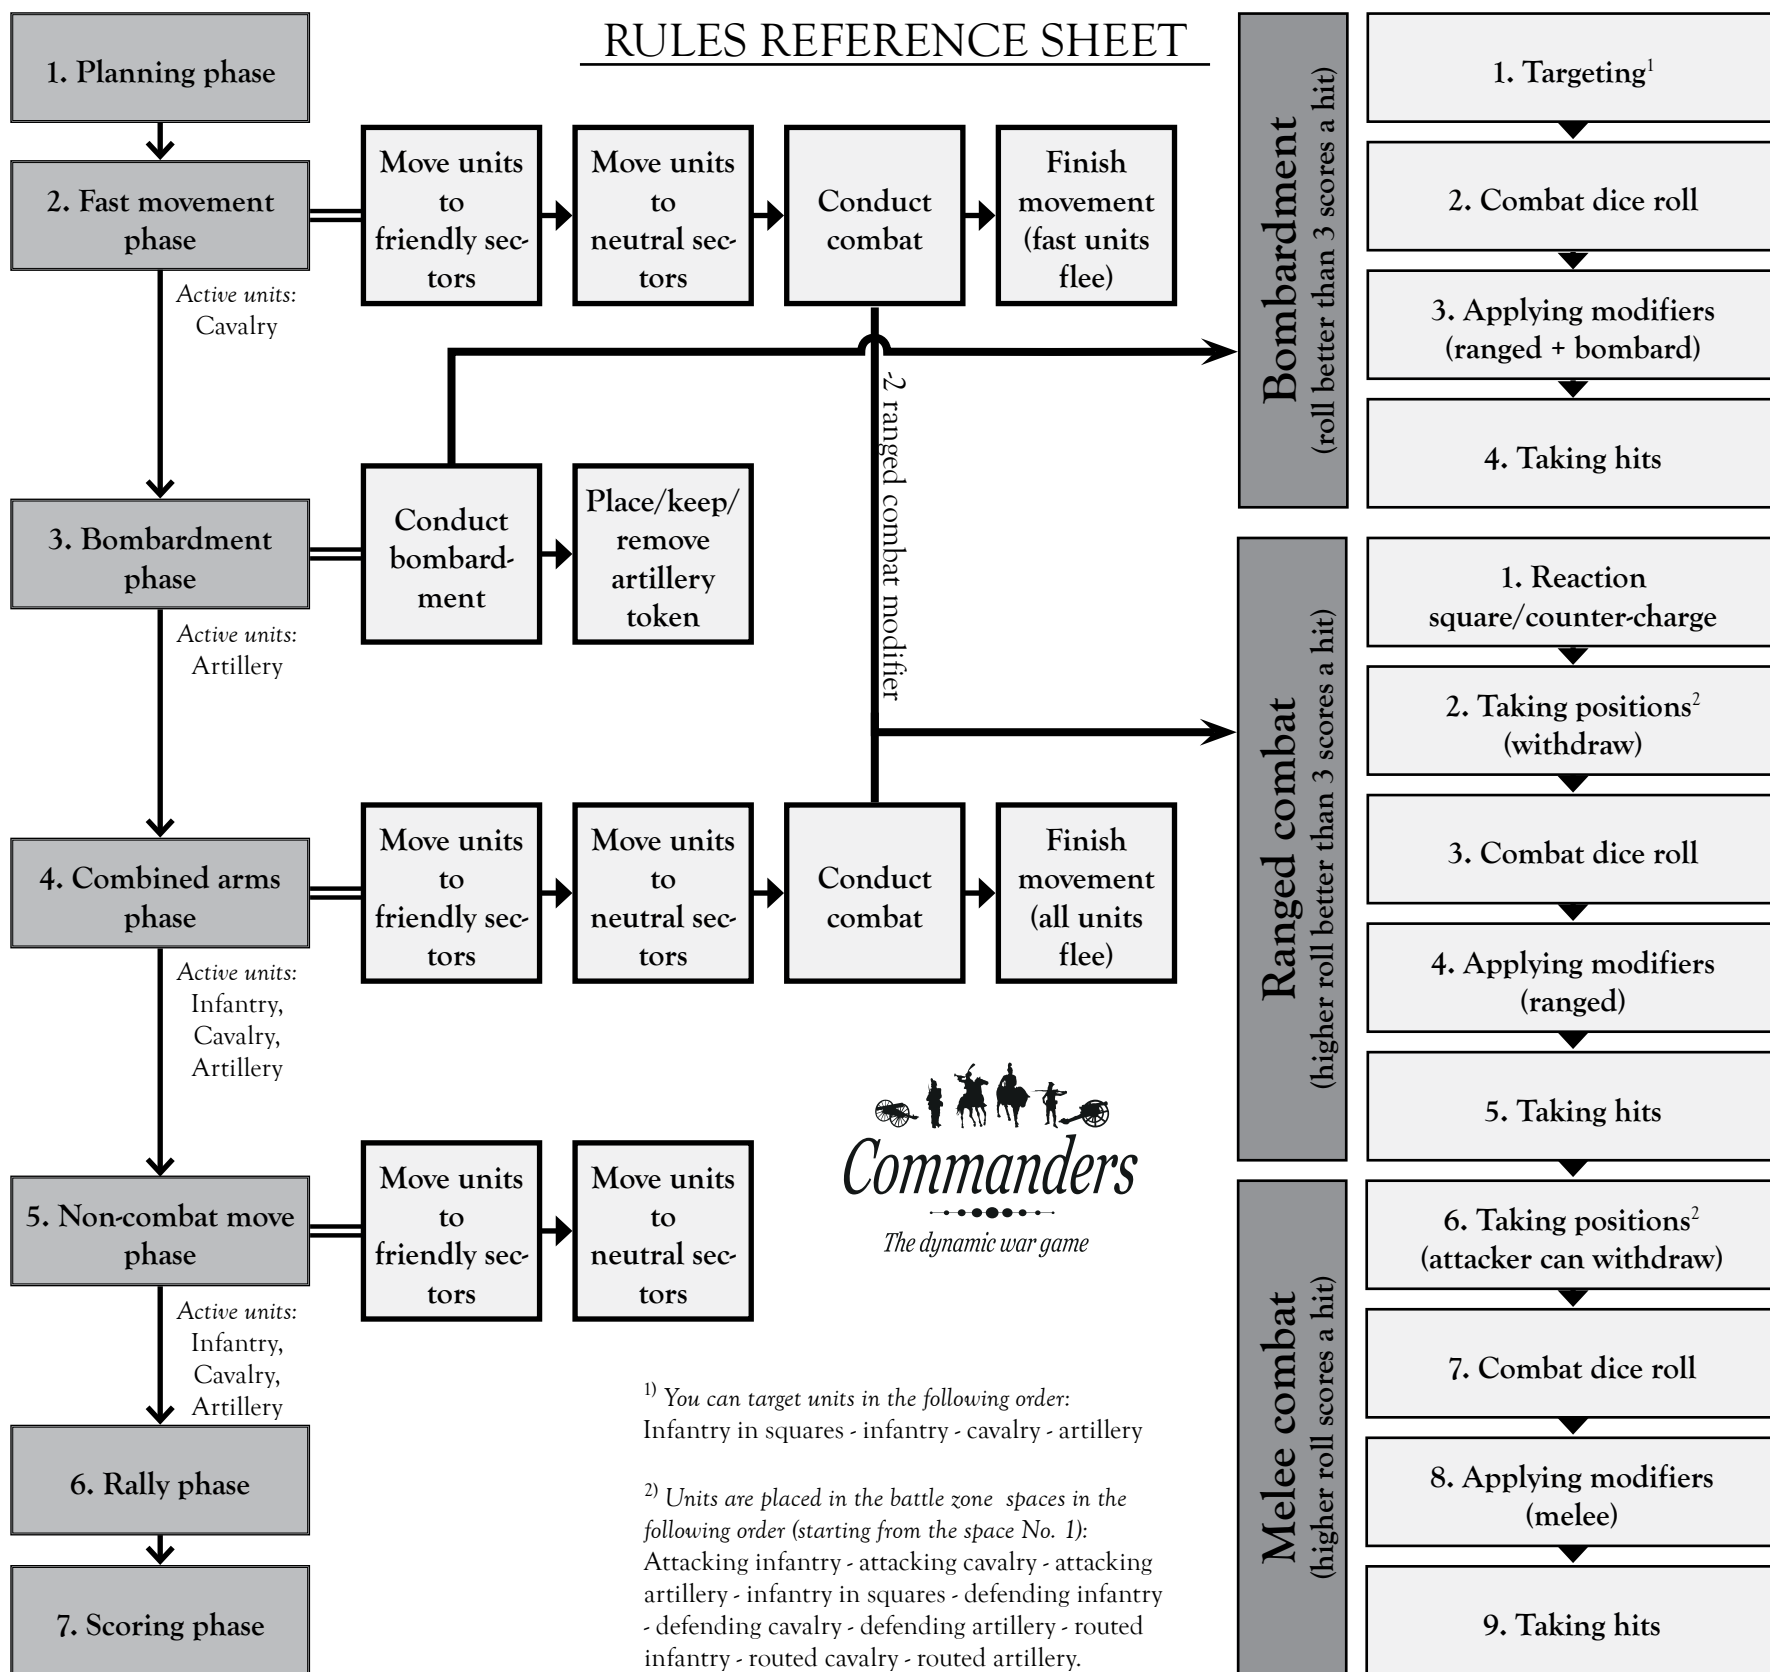 RULES REFERENCE SHEET
1. Planning phase
2. Fast movement
phase
Active units:
Cavalry
Move units
to
friendly sec-
tors
Move units
to
neutral sec-
tors
Conduct
combat
Finish
movement
(fast units
flee)
-2 ranged combat modifier
3. Bombardment
phase
Active units:
Artillery
Conduct
bombard-
ment
Place/keep/
remove
artillery
token
4. Combined arms
phase
Active units:
Infantry,
Cavalry,
Artillery
Move units
to
friendly sec-
tors
Move units
to
neutral sec-
tors
Conduct
combat
Finish
movement
(all units
flee)
5. Non-combat move
phase
Active units:
Infantry,
Cavalry,
Artillery
Move units
to
friendly sec-
tors
Move units
to
neutral sec-
tors
6. Rally phase
7. Scoring phase
Commanders
The dynamic war game
1) You can target units in the following order:
Infantry in squares - infantry - cavalry - artillery
2) Units are placed in the battle zone  spaces in the
following order (starting from the space No. 1):
Attacking infantry - attacking cavalry - attacking
artillery - infantry in squares - defending infantry
- defending cavalry - defending artillery - routed
infantry - routed cavalry - routed artillery.
Bombardment
(roll better than 3 scores a hit)
1. Targeting1
2. Combat dice roll
3. Applying modifiers
(ranged + bombard)
4. Taking hits
Ranged combat
(higher roll better than 3 scores a hit)
1. Reaction
square/counter-charge
2. Taking positions2
(withdraw)
3. Combat dice roll
4. Applying modifiers
(ranged)
5. Taking hits
Melee combat
(higher roll scores a hit)
6. Taking positions2
(attacker can withdraw)
7. Combat dice roll
8. Applying modifiers
(melee)
9. Taking hits